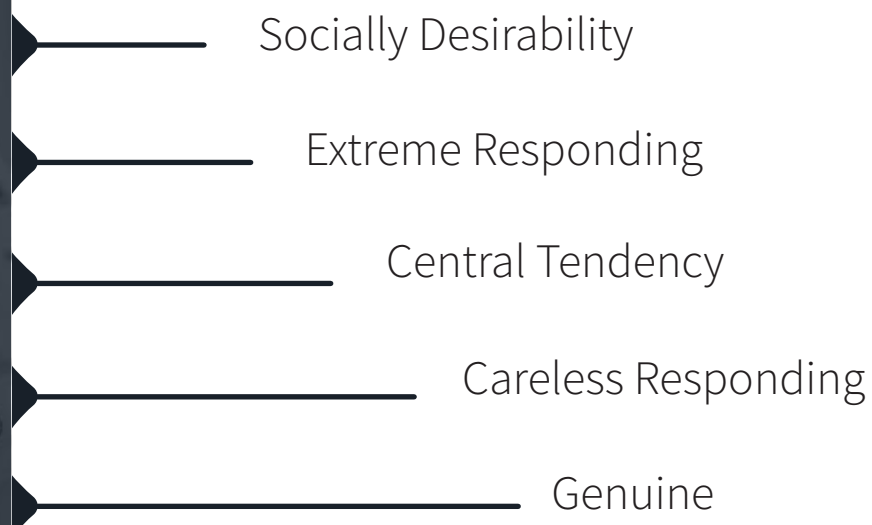 Socially Desirability
Extreme Responding
Central Tendency
Careless Responding
Genuine